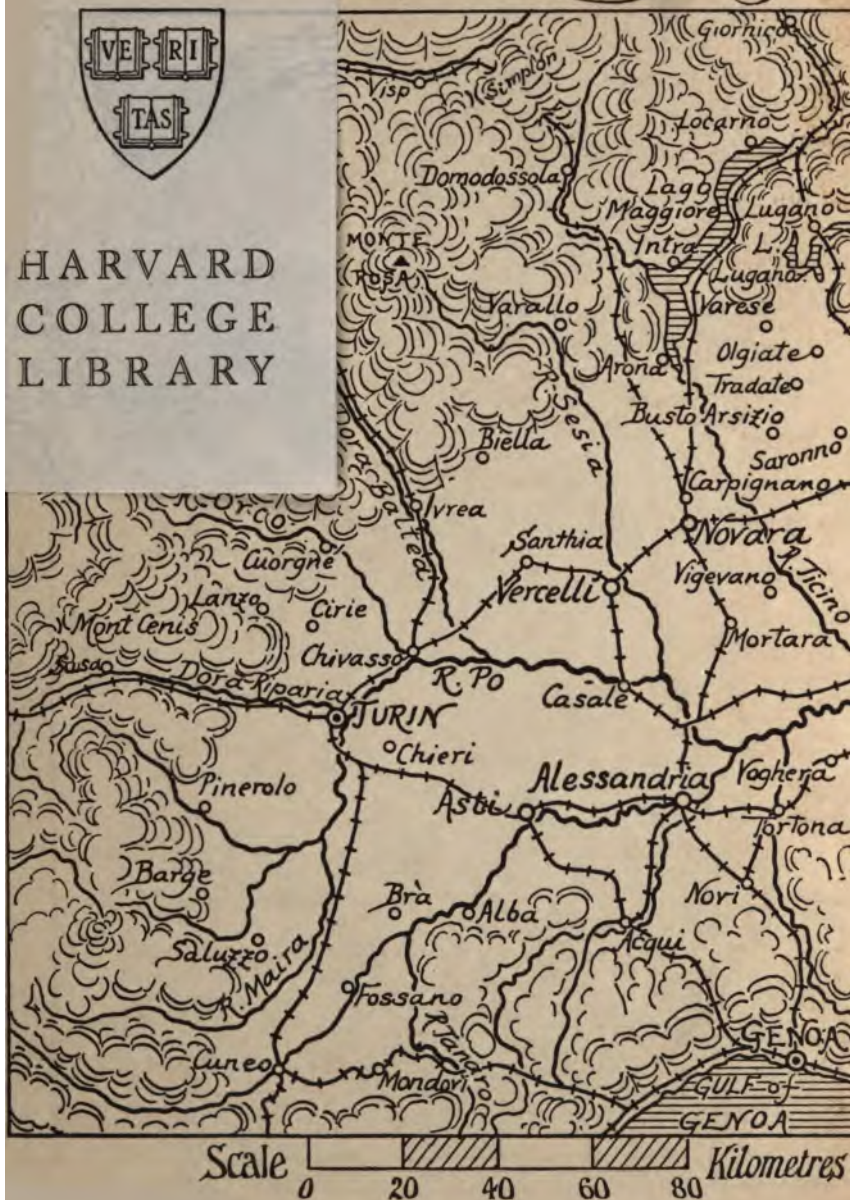 VE RI
TAS
HARVARD
COLLEGE
LIBRARY
Giornico
Visp
Simplon
Locarno
Domodossola
Lago
Maggiore
Lugano
Intra
L.
Lugano
MONTE
ROSA
Varallo
Varese
Arona
Olgiate
Tradate
R. Sesia
Busto Arsizio
Biella
Saronno
Dora Baltea
Carpignano
Orco
Ivrea
Novara
Cuorgnè
Santhia
Vercelli
Vigevano
R. Ticino
Lanzo
Cirie
Mont Cenis
Mortara
Chivasso
Susa
Dora Riparia
R. Po
Casale
TURIN
Chieri
Pinerolo
Alessandria
Voghera
Asti
Tortona
Barge
Brà
Alba
Novi
Saluzzo
Acqui
R. Maira
Fossano
R. Tanaro
GENOA
Cuneo
Mondovi
GULF of
GENOA
Scale
Kilometres
0 20 40 60 80